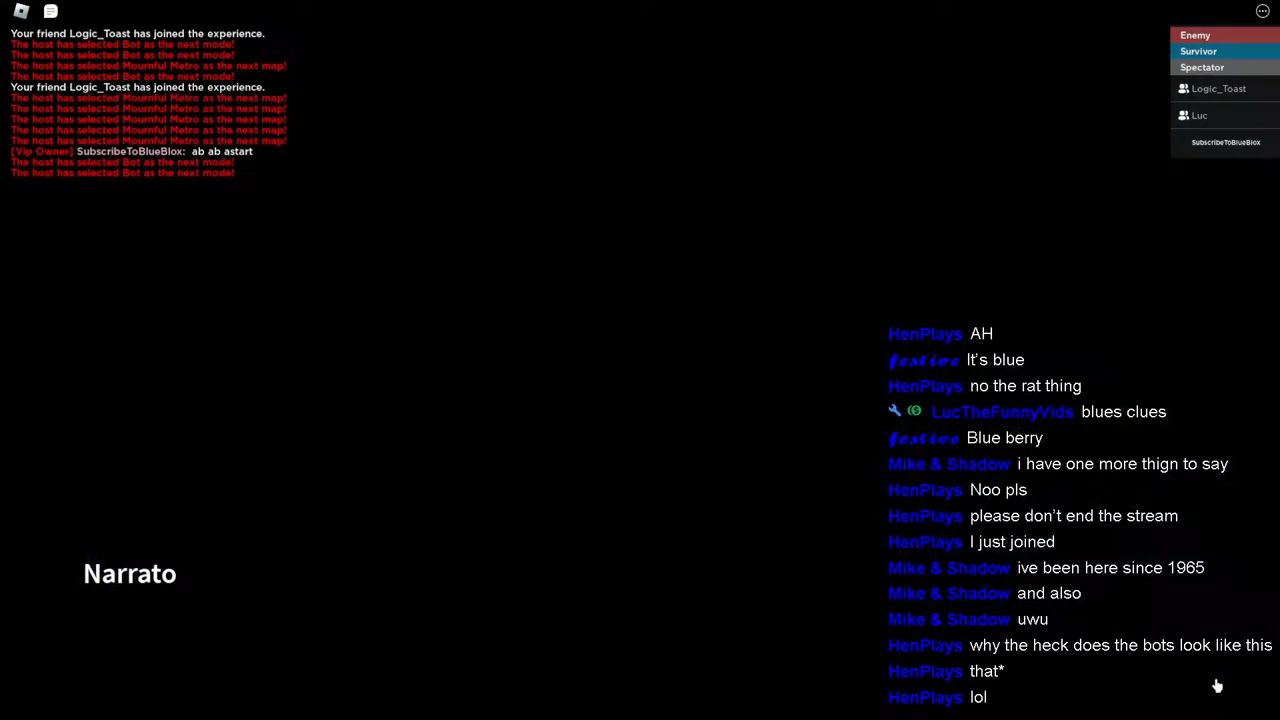 Your friend Logic_Toast has joined the experience.
The host has selected Bot as the next mode!
The host has selected Bot as the next mode!
The host has selected Mournful Metro as the next map!
The host has selected Bot as the next mode!
Your friend Logic_Toast has joined the experience.
The host has selected Mournful Metro as the next map!
The host has selected Mournful Metro as the next map!
The host has selected Mournful Metro as the next map!
The host has selected Mournful Metro as the next map!
The host has selected Mournful Metro as the next map!
[Vip Owner] SubscribeToBlueBlox: ab ab astart
The host has selected Bot as the next mode!
The host has selected Bot as the next mode!
Enemy
Survivor
Spectator
Logic_Toast
Luc
SubscribeToBlueBlox
HenPlays AH
𝓯𝓮𝓼𝓽𝓲𝓿𝓮 It's blue
HenPlays no the rat thing
LucTheFunnyVids blues clues
𝓯𝓮𝓼𝓽𝓲𝓿𝓮 Blue berry
Mike & Shadow i have one more thign to say
HenPlays Noo pls
HenPlays please don't end the stream
HenPlays I just joined
Mike & Shadow ive been here since 1965
Mike & Shadow and also
Mike & Shadow uwu
HenPlays why the heck does the bots look like this
HenPlays that*
HenPlays lol
Narrato